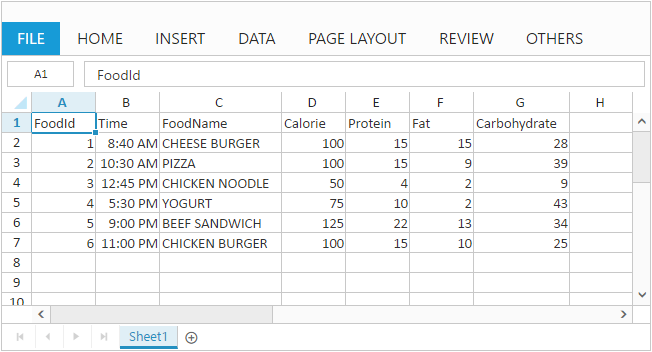 FILE HOME INSERT DATA PAGE LAYOUT REVIEW OTHERS
A1 FoodId
A B C D E F G H
1 FoodId Time FoodName Calorie Protein Fat Carbohydrate
2 1 8:40 AM CHEESE BURGER 100 15 15 28
3 2 10:30 AM PIZZA 100 15 9 39
4 3 12:45 PM CHICKEN NOODLE 50 4 2 9
5 4 5:30 PM YOGURT 75 10 2 43
6 5 9:00 PM BEEF SANDWICH 125 22 13 34
7 6 11:00 PM CHICKEN BURGER 100 15 10 25
8
9
10
Sheet1